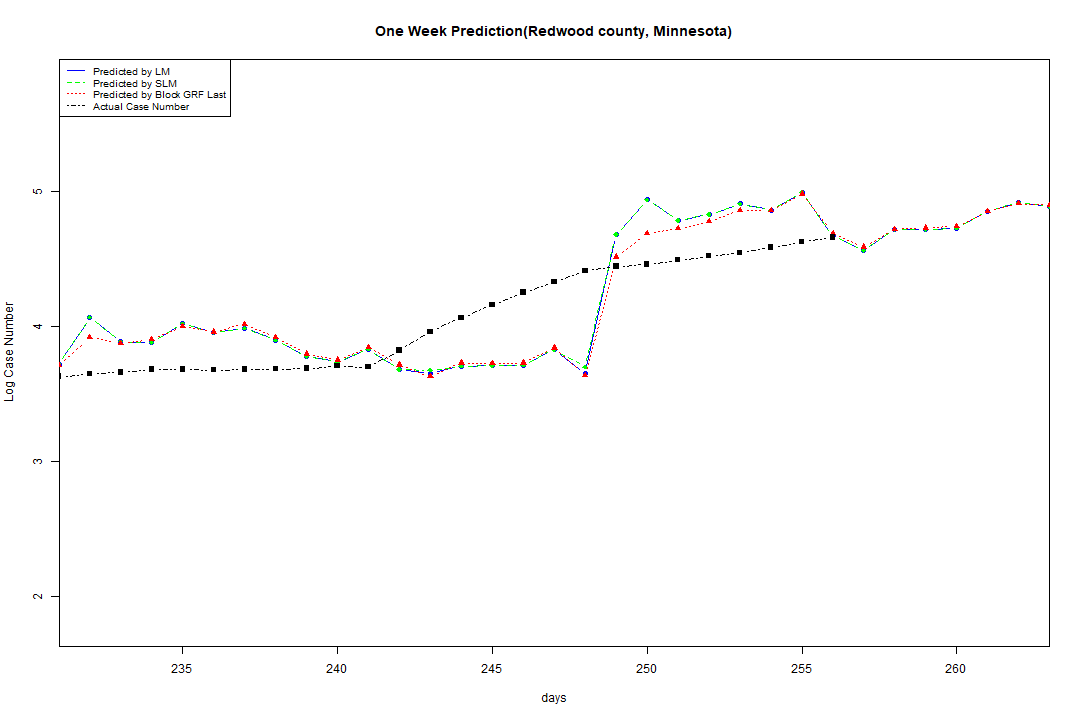 One Week Prediction(Redwood county, Minnesota)
Predicted by LM
Predicted by SLM
Predicted by Block GRF Last
Actual Case Number
5
4
3
2
Log Case Number
235 240 245 250 255 260
days